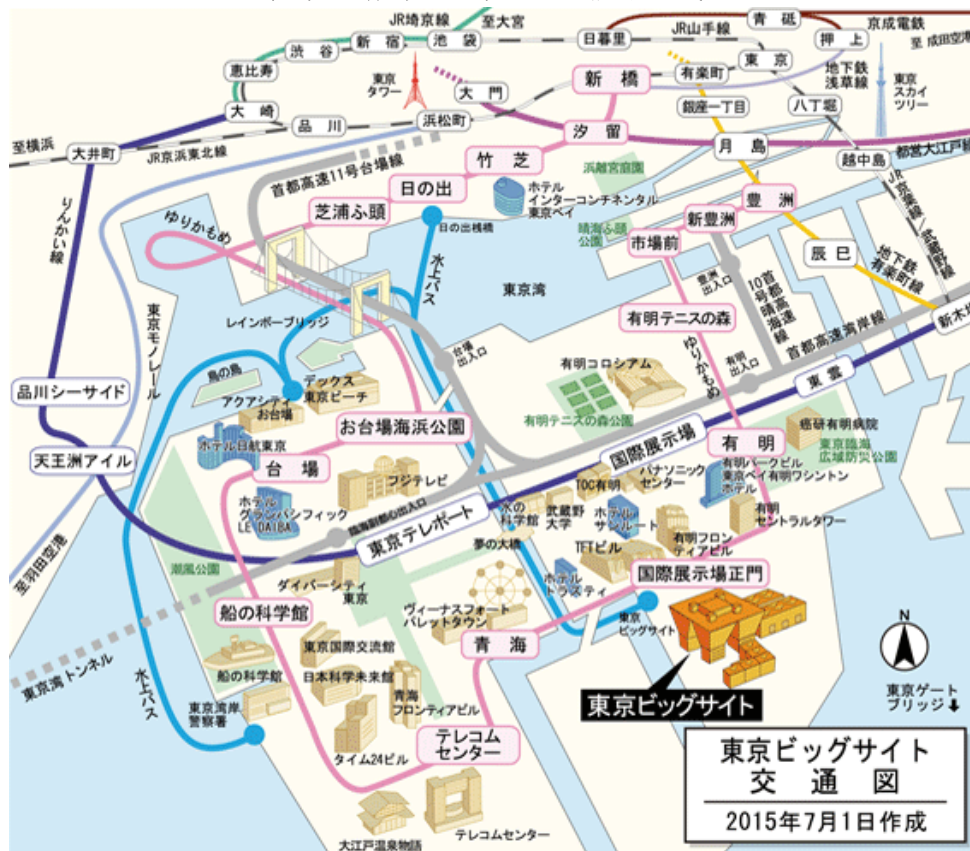 JR埼京線
至大宮
青砥
京成電鉄
渋谷
新宿
池袋
日暮里
JR山手線
押上
至 成田空港
恵比寿
東京
タワー
大門
新橋
有楽町
東京
地下鉄
浅草線
東京
スカイ
ツリー
大崎
品川
浜松町
銀座一丁目
八丁堀
至横浜
大井町
JR京浜東北線
汐留
月島
越中島
都営大江戸線
竹芝
首都高速11号台場線
日の出
ホテル
インターコンチネンタル
東京ベイ
浜離宮庭園
豊洲
JR京葉線/武蔵野線
りんかい線
ゆりかもめ
芝浦ふ頭
日の出桟橋
晴海ふ頭
公園
新豊洲
市場前
辰巳
地下鉄
有楽町線
水上バス
東京湾
豊洲
出入口
10号晴海線
首都高速
首都高速湾岸線
新木場
東京モノレール
レインボーブリッジ
有明テニスの森
ゆりかもめ
台場
出入口
有明コロシアム
有明
出入口
東雲
品川シーサイド
鳥の島
デックス
東京ビーチ
アクアシティ
お台場
有明テニスの森公園
お台場海浜公園
国際展示場
有明
癌研有明病院
東京臨海
広域防災公園
天王洲アイル
ホテル日航東京
台場
フジテレビ
TOC有明
パナソニック
センター
有明パークビル
東京ベイ有明ワシントン
ホテル
ホテル
グランパシフィック
LE DAIBA
臨海副都心出入口
東京テレポート
水の
科学館
武蔵野
大学
ホテル
サンルート
有明
セントラルタワー
有明フロン
ティアビル
夢の大橋
TFTビル
至羽田空港
潮風公園
ダイバーシティ
東京
ホテル
トラスティ
国際展示場正門
船の科学館
ヴィーナスフォート
パレットタウン
東京
ビッグサイト
東京国際交流館
青海
N
東京湾トンネル
水上バス
船の科学館
日本科学未来館
東京湾岸
警察署
青海
フロンティアビル
東京ビッグサイト
東京ゲート
ブリッジ
タイム24ビル
テレコム
センター
東京ビッグサイト
交通図
2015年7月1日作成
大江戸温泉物語
テレコムセンター